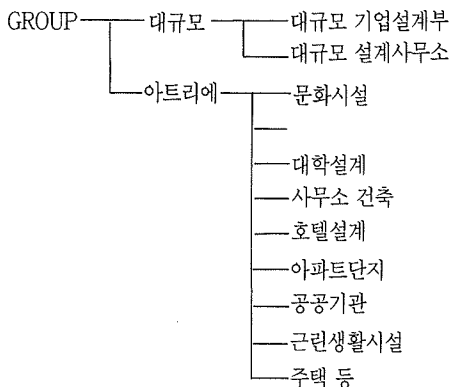 GROUP 대규모 대규모 기업설계부
대규모 설계사무소
아트리에 문화시설
대학설계
사무소 건축
호텔설계
아파트단지
공공기관
근린생활시설
주택 등